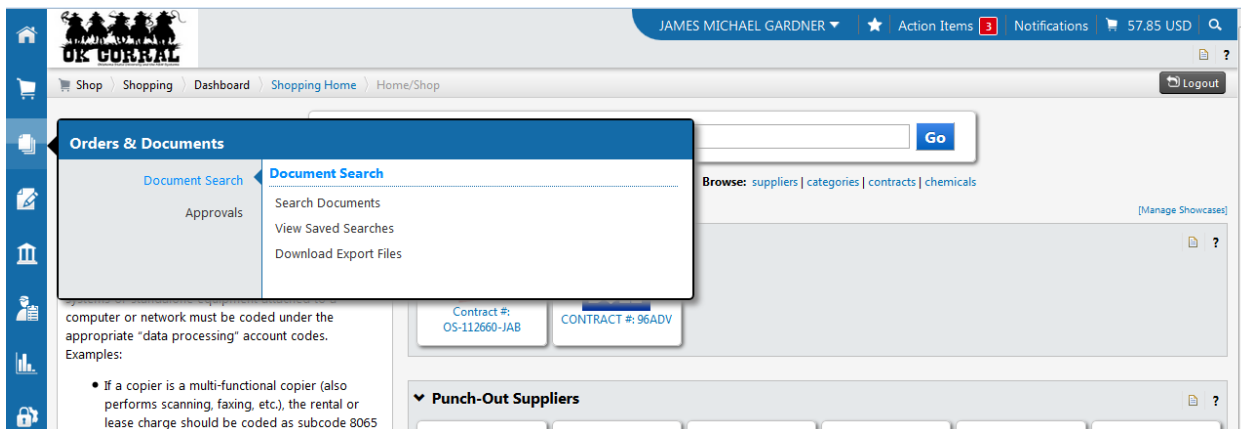 OK CORRAL
JAMES MICHAEL GARDNER
Action Items 3
Notifications
57.85 USD
?
Shop
Shopping
Dashboard
Shopping Home
Home/Shop
Logout
Orders & Documents
Document Search
Approvals
Document Search
Search Documents
View Saved Searches
Download Export Files
Go
Browse: suppliers | categories | contracts | chemicals
[Manage Showcases]
?
computer or network must be coded under the
appropriate "data processing" account codes.
Examples:
• If a copier is a multi-functional copier (also
performs scanning, faxing, etc.), the rental or
lease charge should be coded as subcode 8065
Contract #:
OS-112660-JAB
CONTRACT #: 96ADV
Punch-Out Suppliers
?